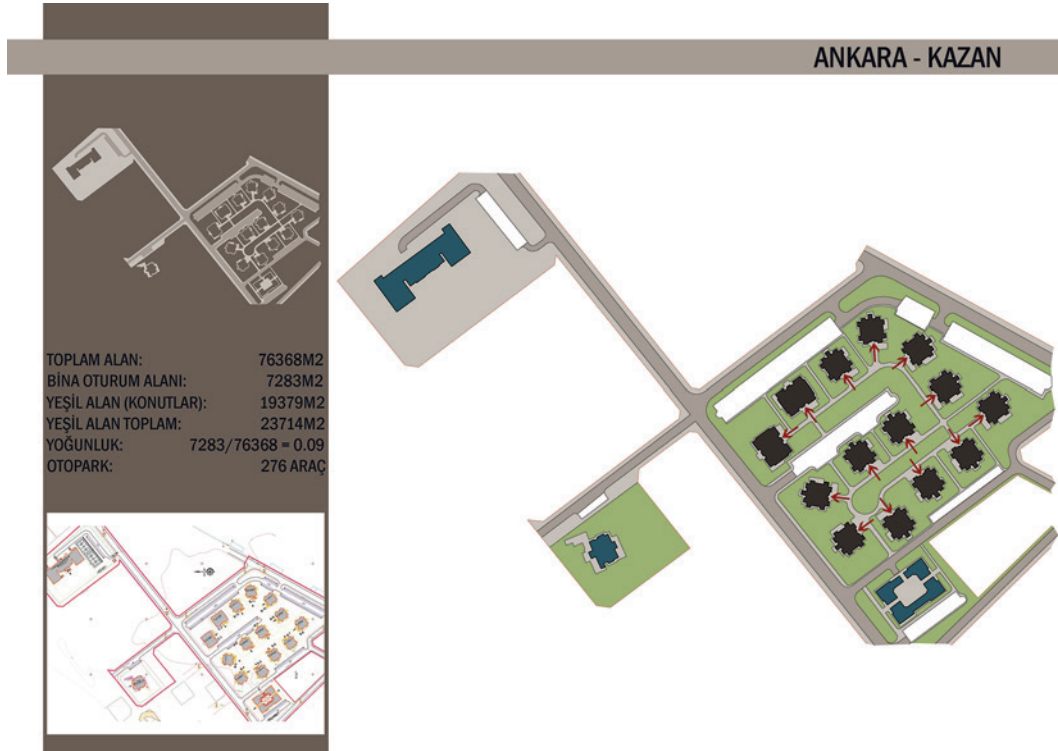 ANKARA - KAZAN
TOPLAM ALAN: 76368M2
BİNA OTURUM ALANI: 7283M2
YEŞİL ALAN (KONUTLAR): 19379M2
YEŞİL ALAN TOPLAM: 23714M2
YOĞUNLUK: 7283/76368 = 0.09
OTOPARK: 276 ARAÇ